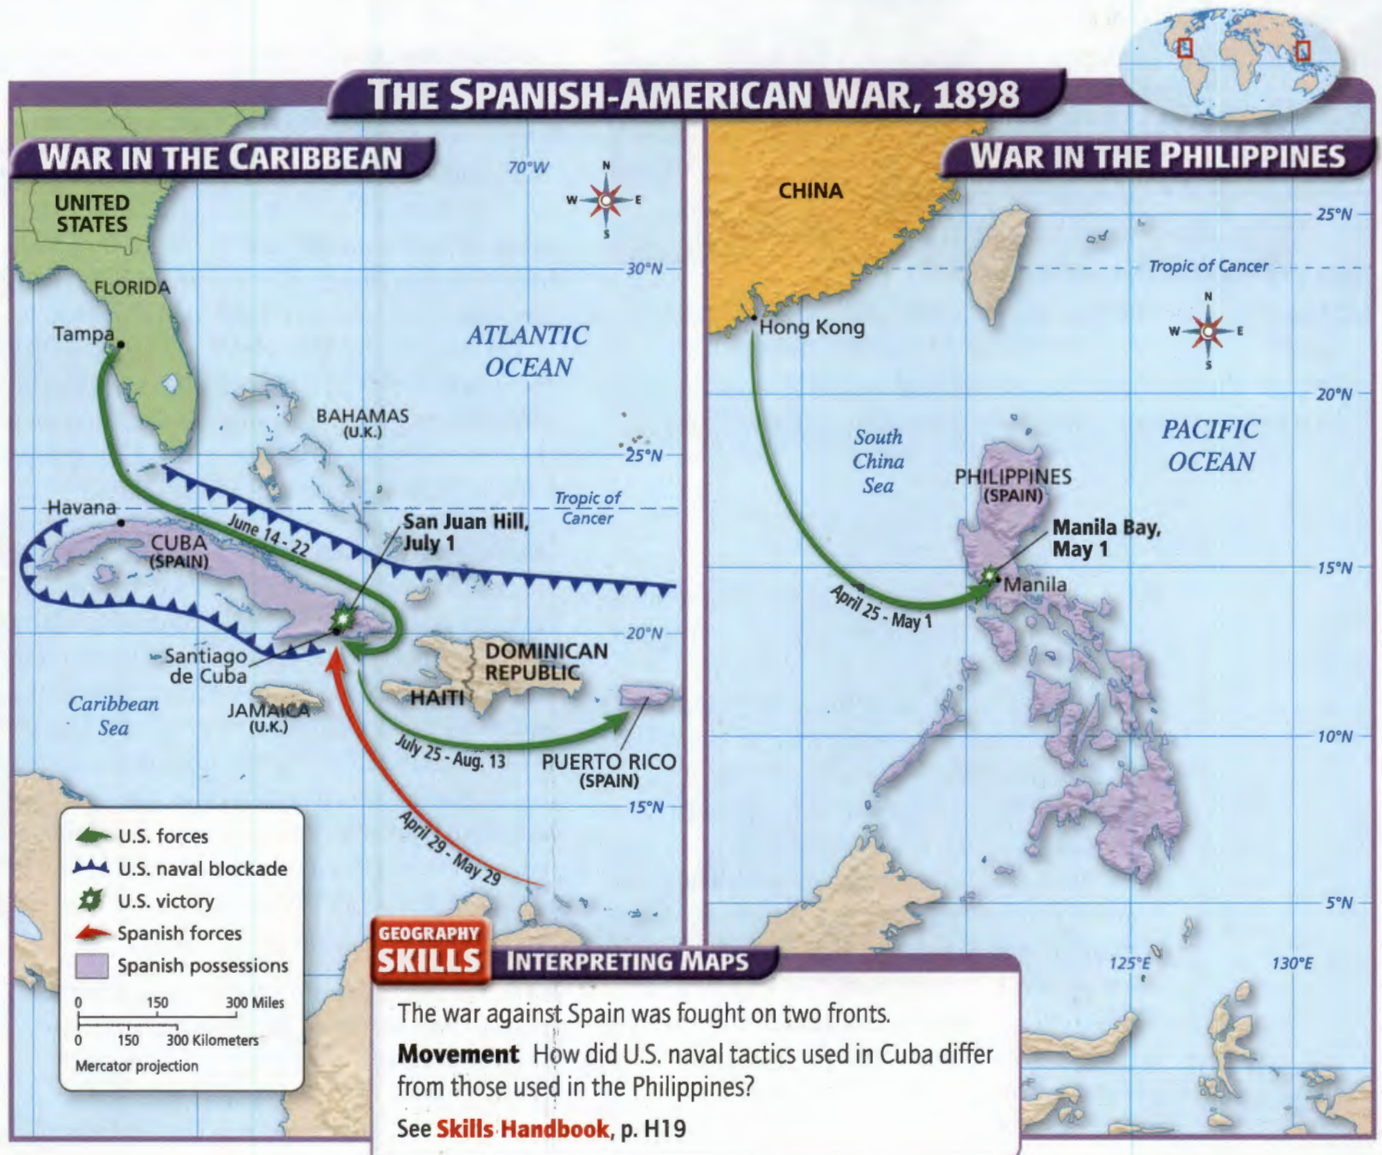 THE SPANISH-AMERICAN WAR, 1898
WAR IN THE CARIBBEAN
70°W
N
W
E
S
UNITED
STATES
30°N
FLORIDA
Tampa
ATLANTIC
OCEAN
BAHAMAS
(U.K.)
25°N
Havana
Tropic of
Cancer
June 14 - 22
San Juan Hill,
July 1
CUBA
(SPAIN)
20°N
Santiago
de Cuba
DOMINICAN
REPUBLIC
HAITI
Caribbean
Sea
JAMAICA
(U.K.)
July 25 - Aug. 13
PUERTO RICO
(SPAIN)
15°N
April 29 - May 29
U.S. forces
U.S. naval blockade
U.S. victory
Spanish forces
Spanish possessions
0 150 300 Miles
0 150 300 Kilometers
Mercator projection
WAR IN THE PHILIPPINES
CHINA
25°N
Tropic of Cancer
N
W
E
S
Hong Kong
20°N
South
China
Sea
PACIFIC
OCEAN
PHILIPPINES
(SPAIN)
Manila Bay,
May 1
15°N
Manila
April 25 - May 1
10°N
5°N
125°E
130°E
GEOGRAPHY
SKILLS
INTERPRETING MAPS
The war against Spain was fought on two fronts.
Movement How did U.S. naval tactics used in Cuba differ
from those used in the Philippines?
See Skills Handbook, p. H19